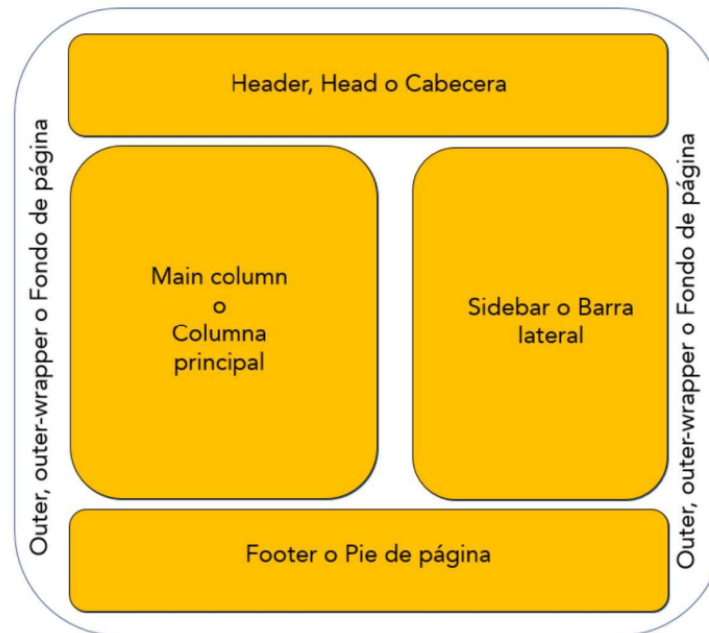 Header, Head o Cabecera
Outer, outer-wrapper o Fondo de página
Main column
o
Columna
principal
Sidebar o Barra
lateral
Outer, outer-wrapper o Fondo de página
Footer o Pie de página